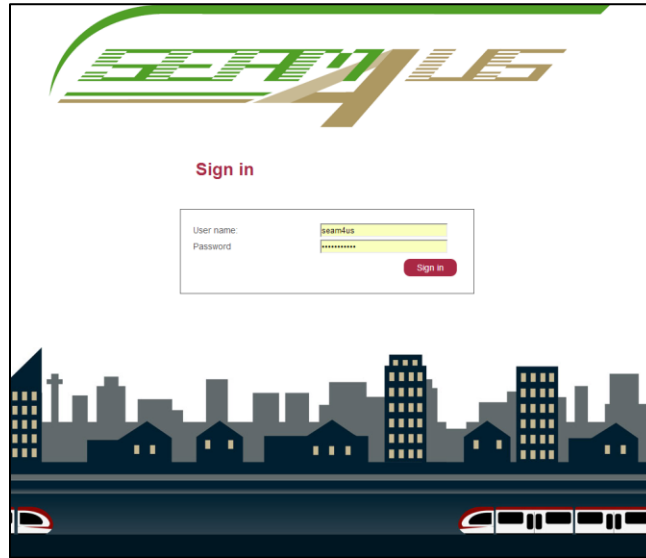 SEAM4US
Sign in
User name: seam4us
Password ***********
Sign in